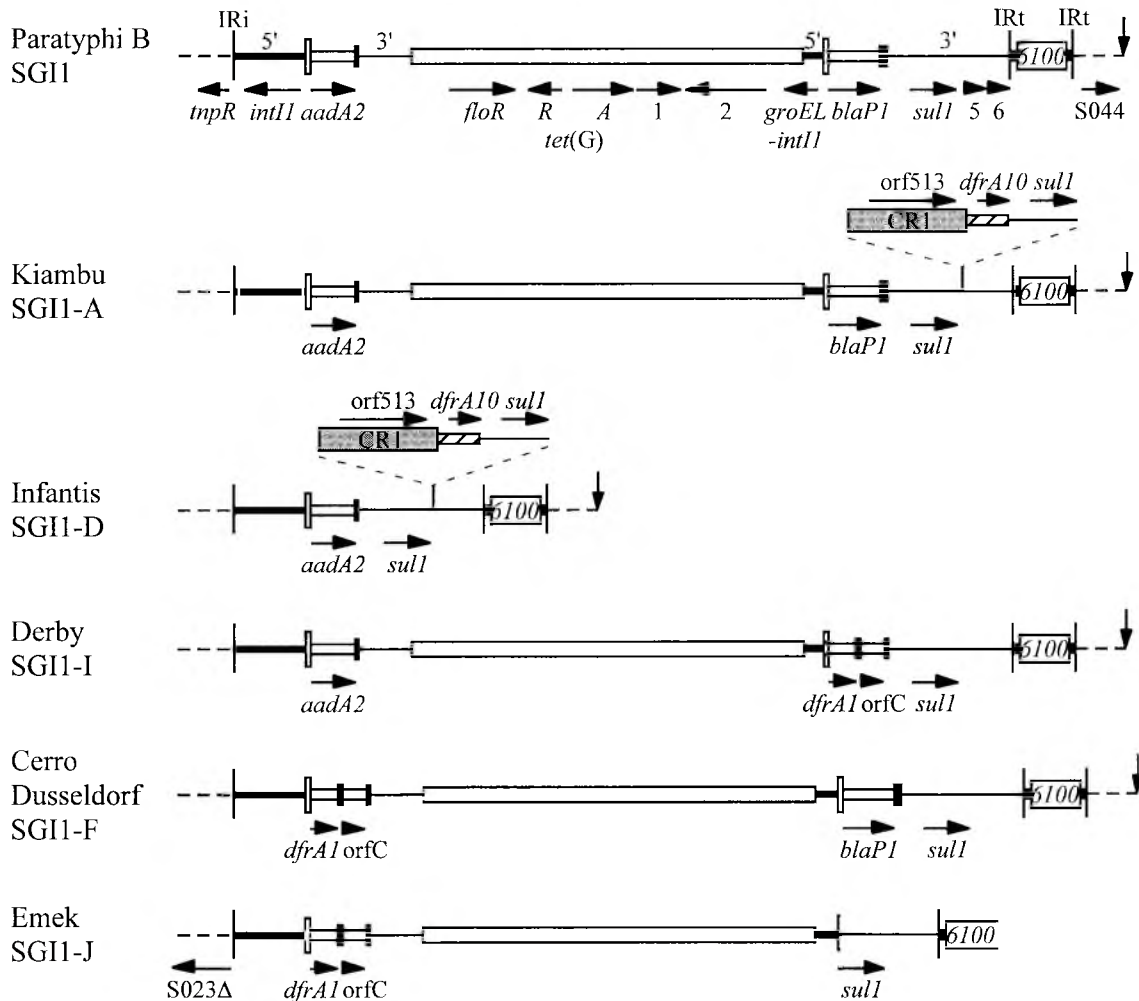 IRi IRt IRt
Paratyphi B
SGI1
5' 3' 5' 3' 6100
tnpR intI1 aadA2 floR R A 1 2 groEL blaP1 sul1 5 6 S044
tet(G) -intI1
orf513 dfrA10 sul1
CR1
Kiambu
SGI1-A
6100
aadA2 blaP1 sul1
orf513 dfrA10 sul1
CR1
Infantis
SGI1-D
6100
aadA2 sul1
Derby
SGI1-I
6100
aadA2 dfrA1 orfC sul1
Cerro
Dusseldorf
SGI1-F
6100
dfrA1 orfC blaP1 sul1
Emek
SGI1-J
6100
S023Δ dfrA1 orfC sul1